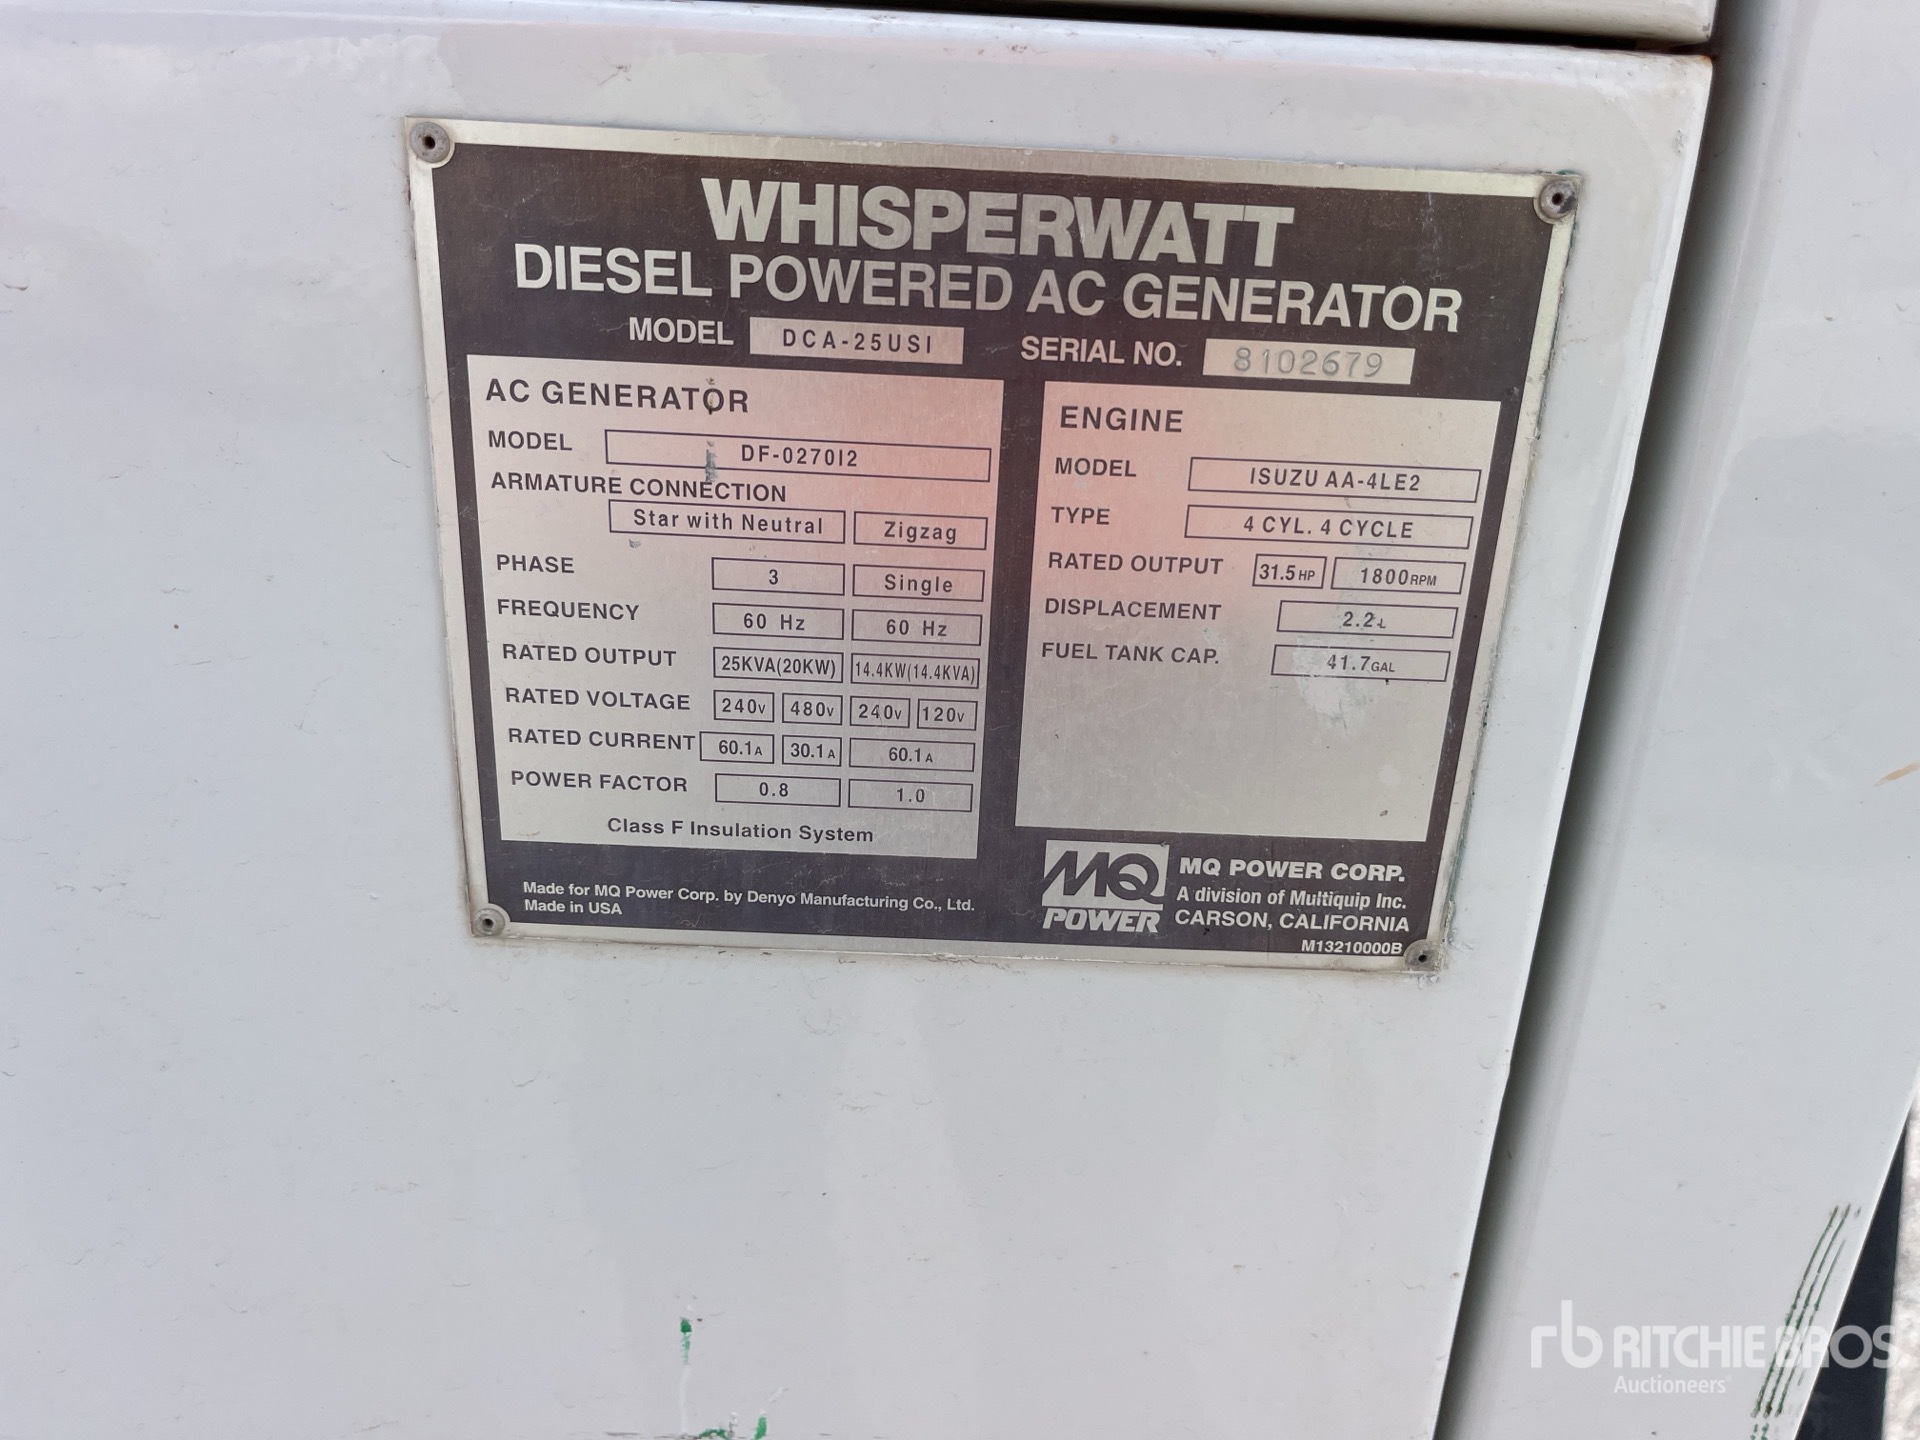 WHISPERWATT
DIESEL POWERED AC GENERATOR
MODEL DCA-25USI SERIAL NO. 8102679
AC GENERATOR
MODEL DF-0270I2
ARMATURE CONNECTION
Star with Neutral Zigzag
PHASE 3 Single
FREQUENCY 60 Hz 60 Hz
RATED OUTPUT 25KVA(20KW) 14.4KW(14.4KVA)
RATED VOLTAGE 240V 480V 240V 120V
RATED CURRENT 60.1A 30.1A 60.1A
POWER FACTOR 0.8 1.0
Class F Insulation System
ENGINE
MODEL ISUZU AA-4LE2
TYPE 4 CYL. 4 CYCLE
RATED OUTPUT 31.5HP 1800RPM
DISPLACEMENT 2.2L
FUEL TANK CAP. 41.7GAL
Made for MQ Power Corp. by Denyo Manufacturing Co., Ltd.
Made in USA
MQ POWER
MQ POWER CORP.
A division of Multiquip Inc.
CARSON, CALIFORNIA
M13210000B
rb RITCHIE BROS.
Auctioneers